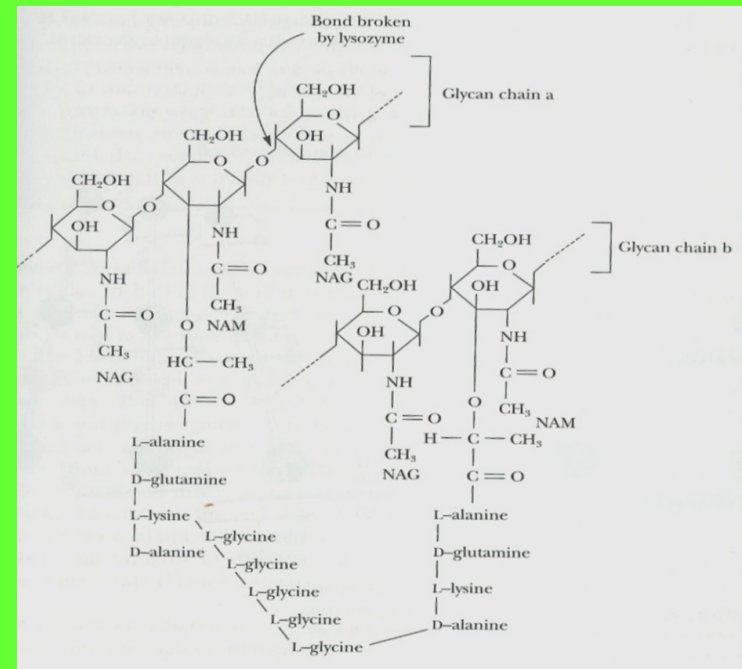 Bond broken
by lysozyme
CH₂OH
Glycan chain a
O
OH
CH₂OH
O
O
NH
C=O
CH₃
NAG
CH₂OH
O
O
OH
NH
C=O
CH₃
NAM
NH
C=O
CH₃
NAG
O
HC—CH₃
C=O
L–alanine
D–glutamine
L–lysine
D–alanine
L–glycine
L–glycine
L–glycine
L–glycine
L–glycine
Glycan chain b
CH₂OH
O
OH
CH₂OH
O
O
OH
NH
C=O
CH₃
NAM
NH
C=O
CH₃
NAG
O
H—C—CH₃
C=O
L–alanine
D–glutamine
L–lysine
D–alanine